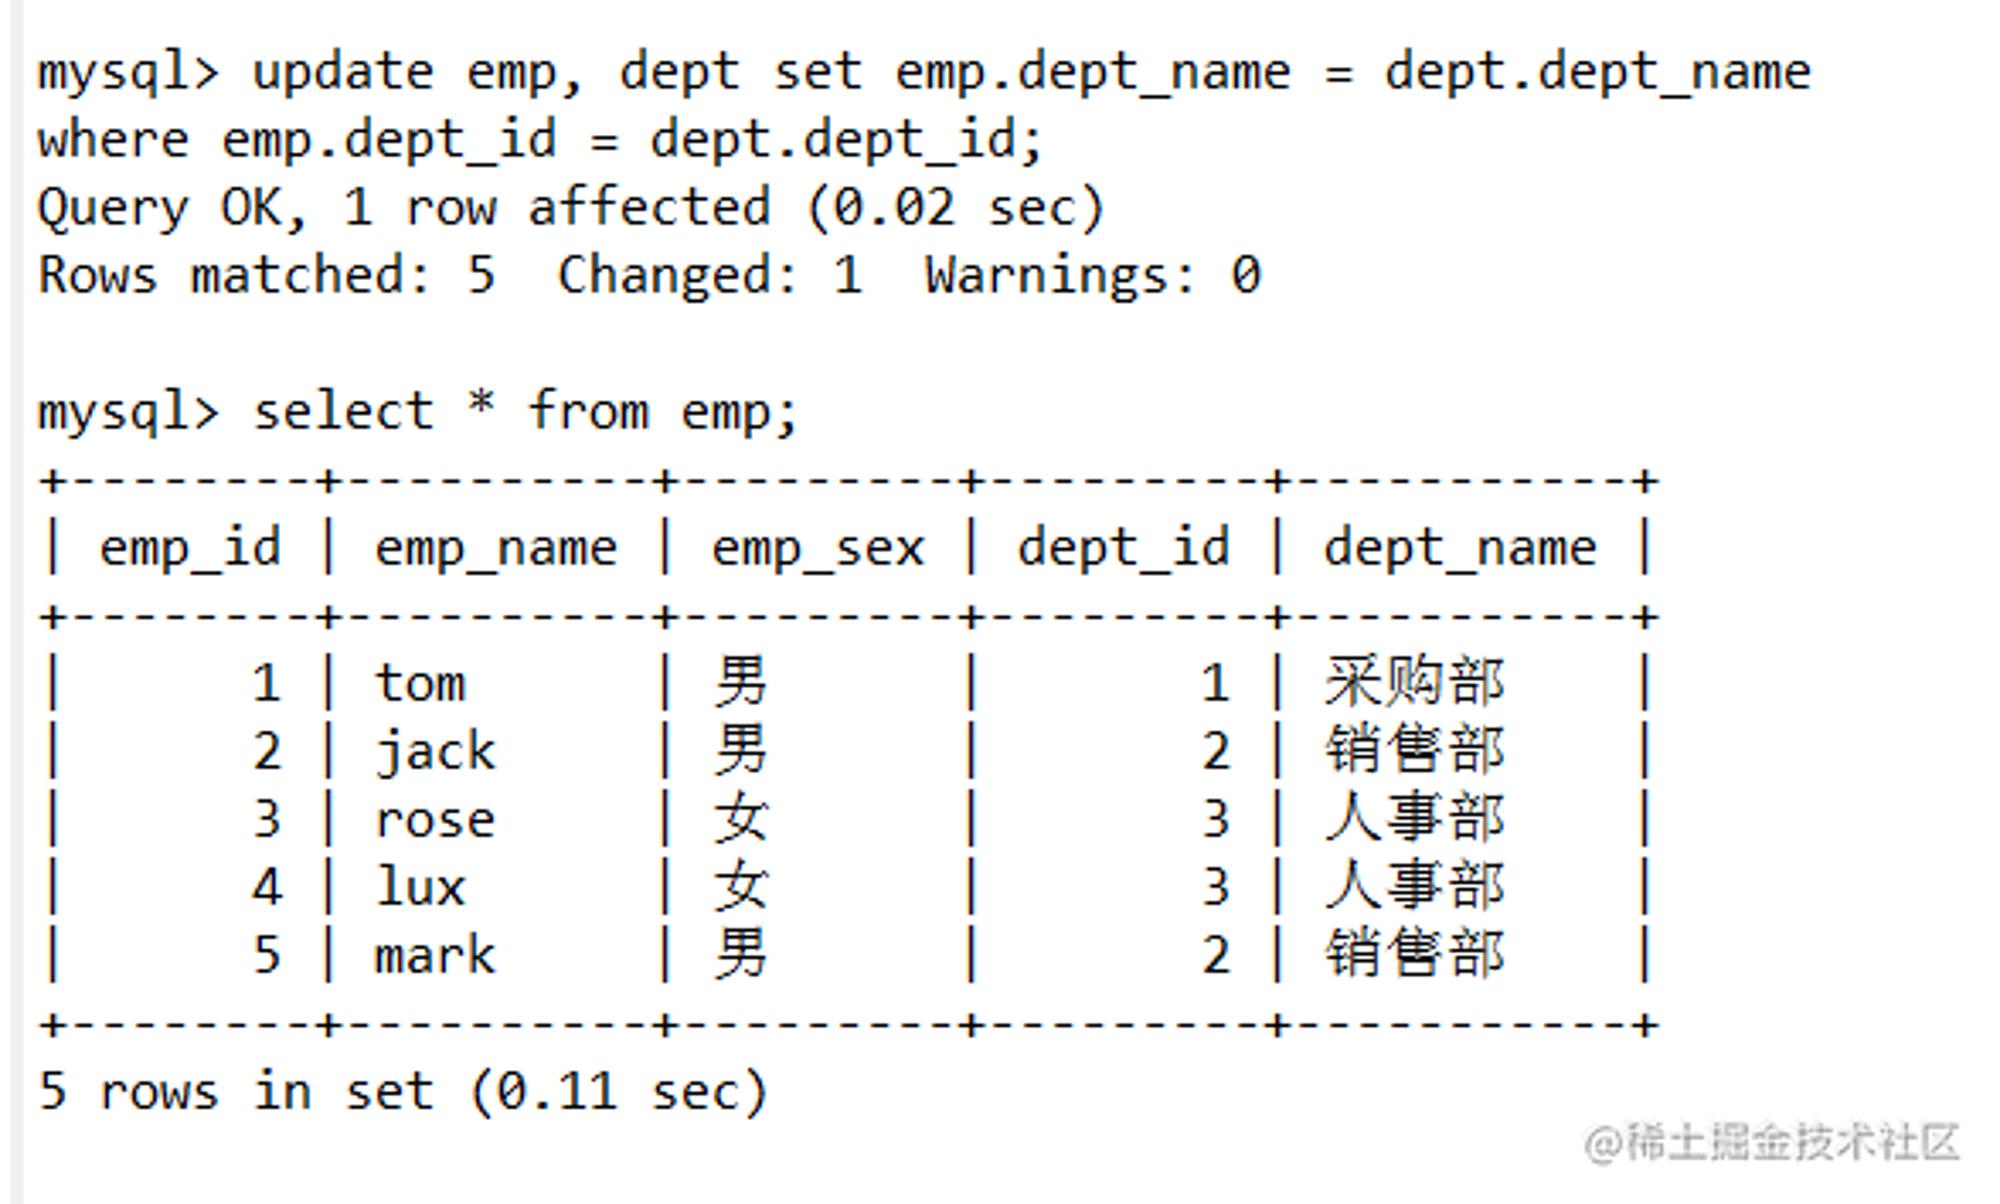 mysql> update emp, dept set emp.dept_name = dept.dept_name
where emp.dept_id = dept.dept_id;
Query OK, 1 row affected (0.02 sec)
Rows matched: 5  Changed: 1  Warnings: 0
mysql> select * from emp;
+--------+----------+---------+---------+-----------+
| emp_id | emp_name | emp_sex | dept_id | dept_name |
+--------+----------+---------+---------+-----------+
|      1 | tom      | 男      |       1 | 采购部    |
|      2 | jack     | 男      |       2 | 销售部    |
|      3 | rose     | 女      |       3 | 人事部    |
|      4 | lux      | 女      |       3 | 人事部    |
|      5 | mark     | 男      |       2 | 销售部    |
+--------+----------+---------+---------+-----------+
5 rows in set (0.11 sec)
@稀土掘金技术社区